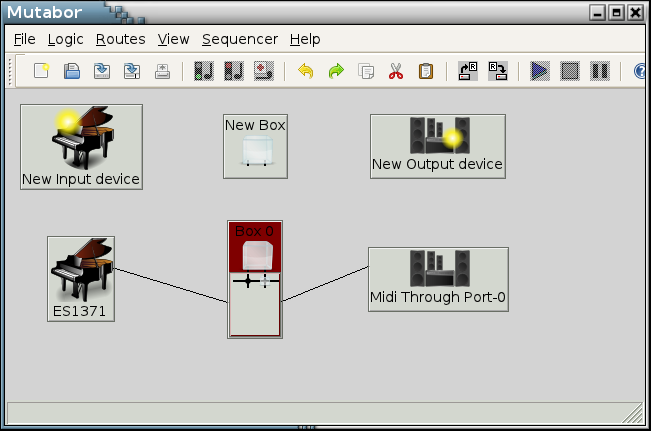 Mutabor
File Logic Routes View Sequencer Help
R R ?
New Input device
New Box
New Output device
Box 0
ES1371
Midi Through Port-0